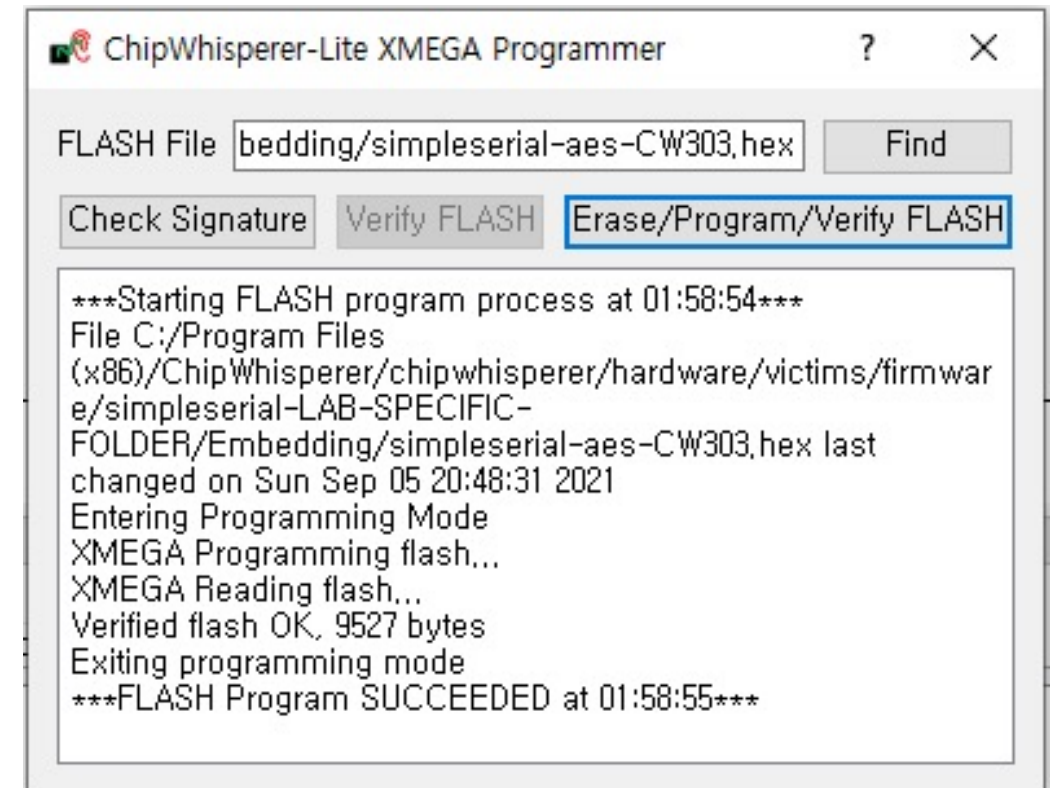 ChipWhisperer-Lite XMEGA Programmer ? ×
FLASH File bedding/simpleserial-aes-CW303.hex Find
Check Signature Verify FLASH Erase/Program/Verify FLASH
***Starting FLASH program process at 01:58:54***
File C:/Program Files
(x86)/ChipWhisperer/chipwhisperer/hardware/victims/firmwar
e/simpleserial-LAB-SPECIFIC-
FOLDER/Embedding/simpleserial-aes-CW303.hex last
changed on Sun Sep 05 20:48:31 2021
Entering Programming Mode
XMEGA Programming flash...
XMEGA Reading flash...
Verified flash OK, 9527 bytes
Exiting programming mode
***FLASH Program SUCCEEDED at 01:58:55***